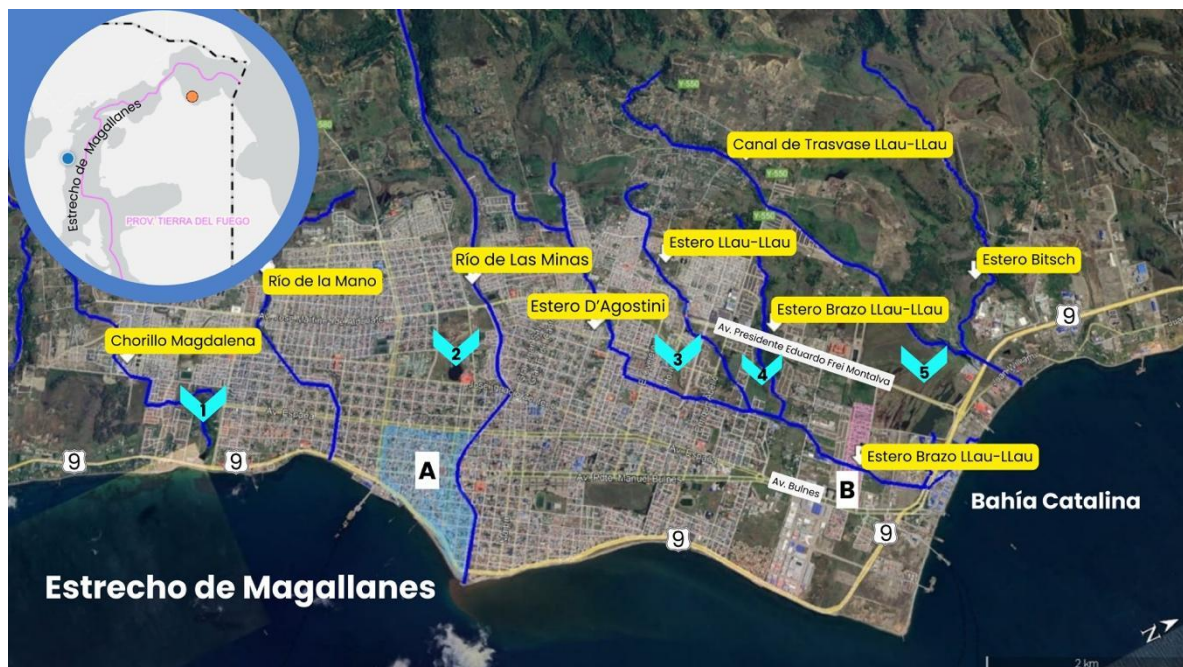 Estrecho de Magallanes
PROV. TIERRA DEL FUEGO
Y-550
Canal de Trasvase LLau-LLau
Y-550
Y-550
Estero LLau-LLau
Estero Bitsch
Río de la Mano
Río de Las Minas
Estero D'Agostini
Estero Brazo LLau-LLau
9
Av. Presidente Eduardo Frei Montalva
Chorillo Magdalena
1
2
3
4
5
A
Estero Brazo LLau-LLau
B
Av. Bulnes
9
9
9
9
Bahía Catalina
Estrecho de Magallanes
N
2 km